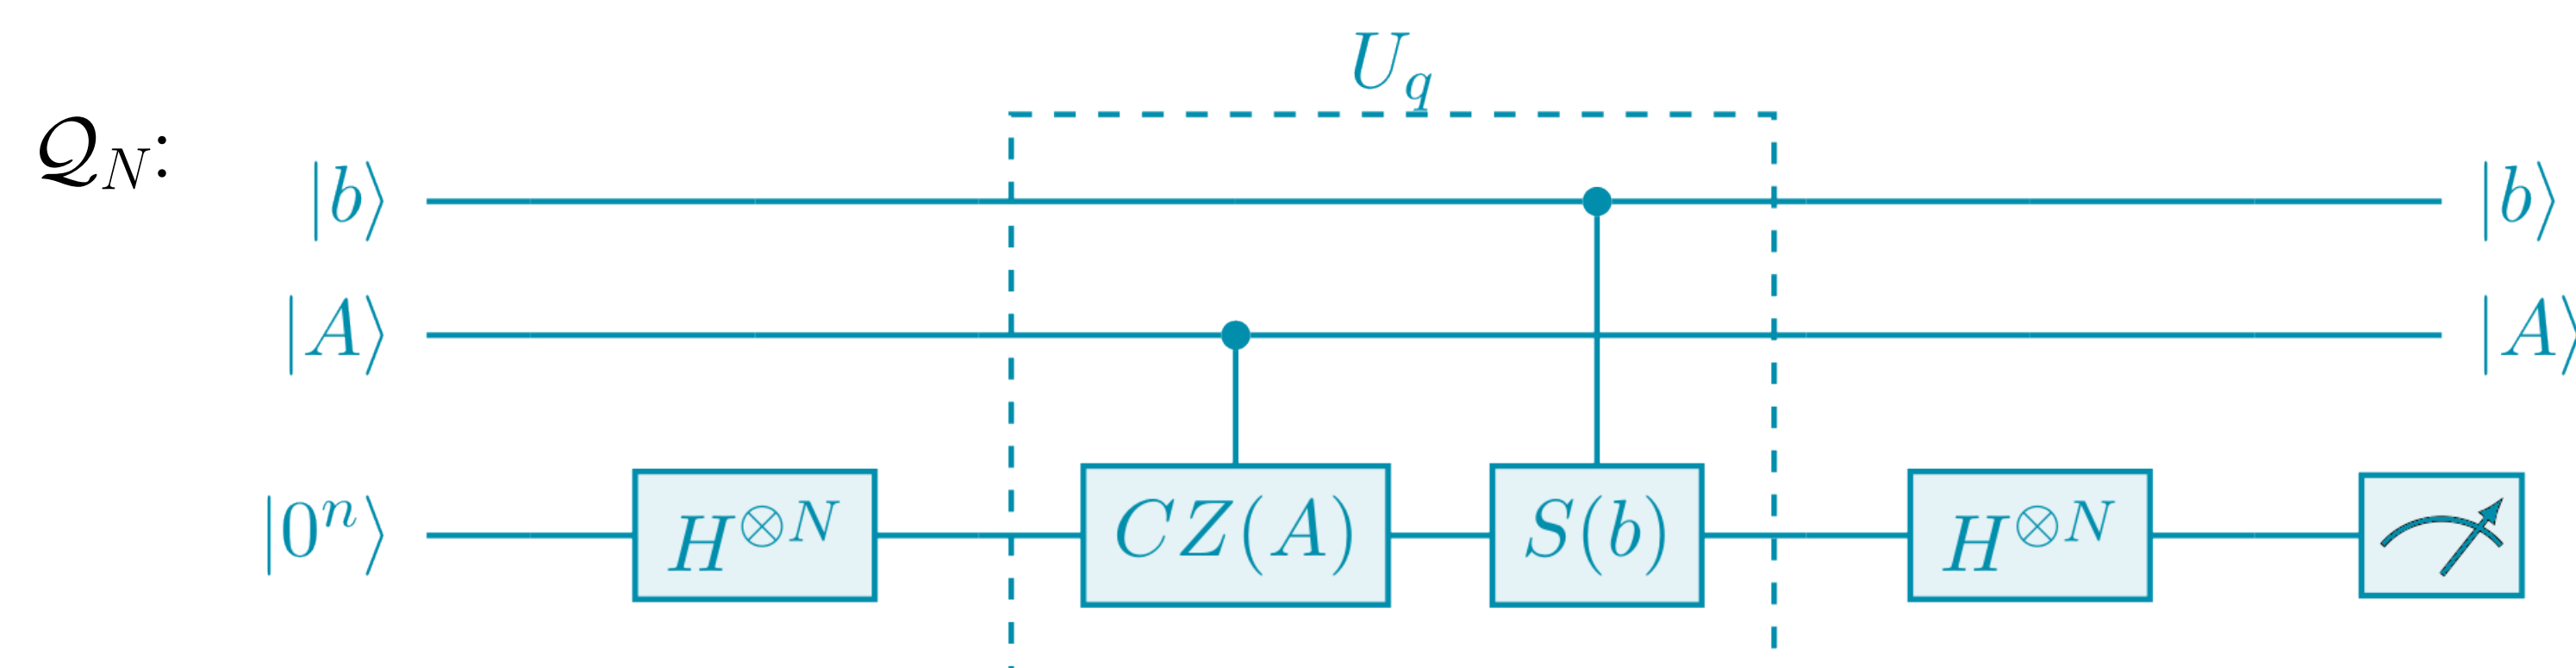 U_q
𝒬_N:
|b⟩ |b⟩
|A⟩ |A⟩
|0^n⟩ H^{⊗N} CZ(A) S(b) H^{⊗N}